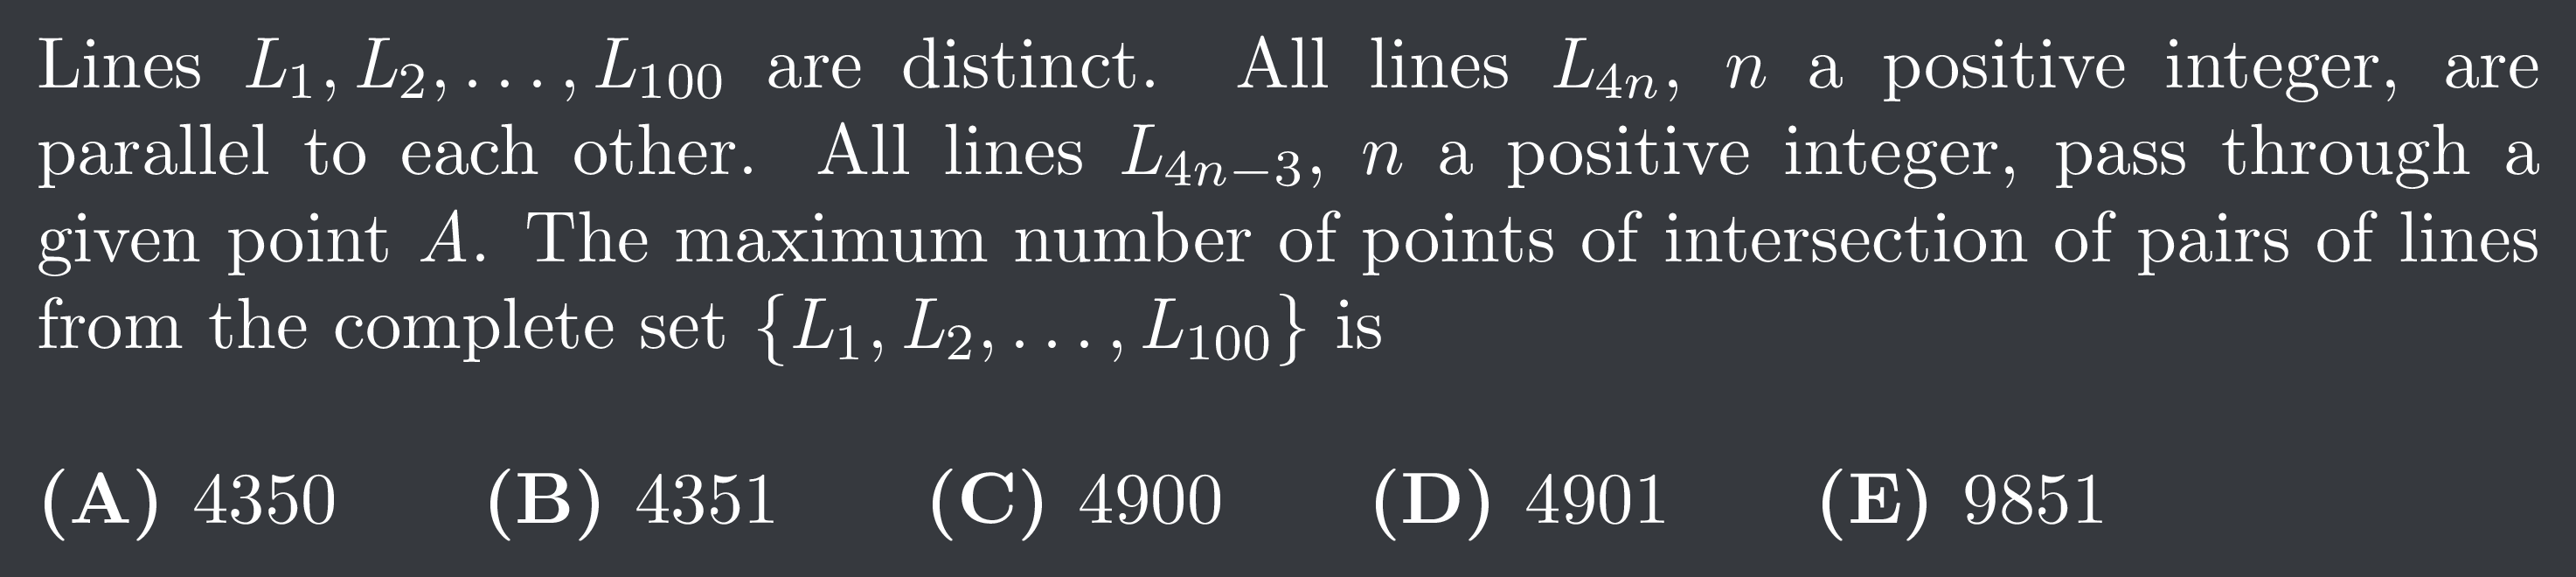 Lines L_1, L_2, . . . , L_100 are distinct. All lines L_4n, n a positive integer, are
parallel to each other. All lines L_4n−3, n a positive integer, pass through a
given point A. The maximum number of points of intersection of pairs of lines
from the complete set {L_1, L_2, . . . , L_100} is
(A) 4350 (B) 4351 (C) 4900 (D) 4901 (E) 9851